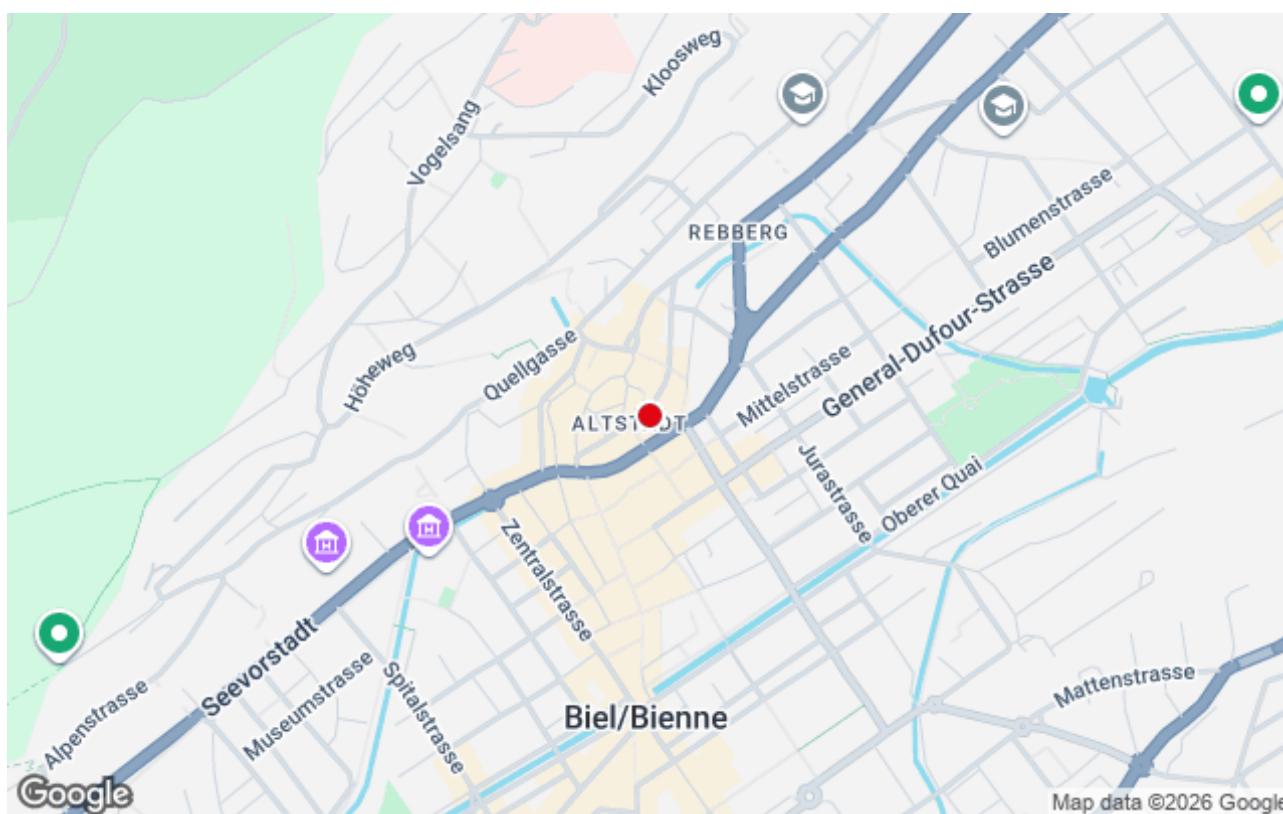 Kloosweg
Vogelsang
REBBERG
Blumenstrasse
General-Dufour-Strasse
Höheweg
Quellgasse
Mittelstrasse
ALTSTADT
Jurastrasse
Oberer Quai
Zentralstrasse
Seevorstadt
Museumstrasse
Spitalstrasse
Alpenstrasse
Mattenstrasse
Biel/Bienne
Google
Map data ©2026 Google